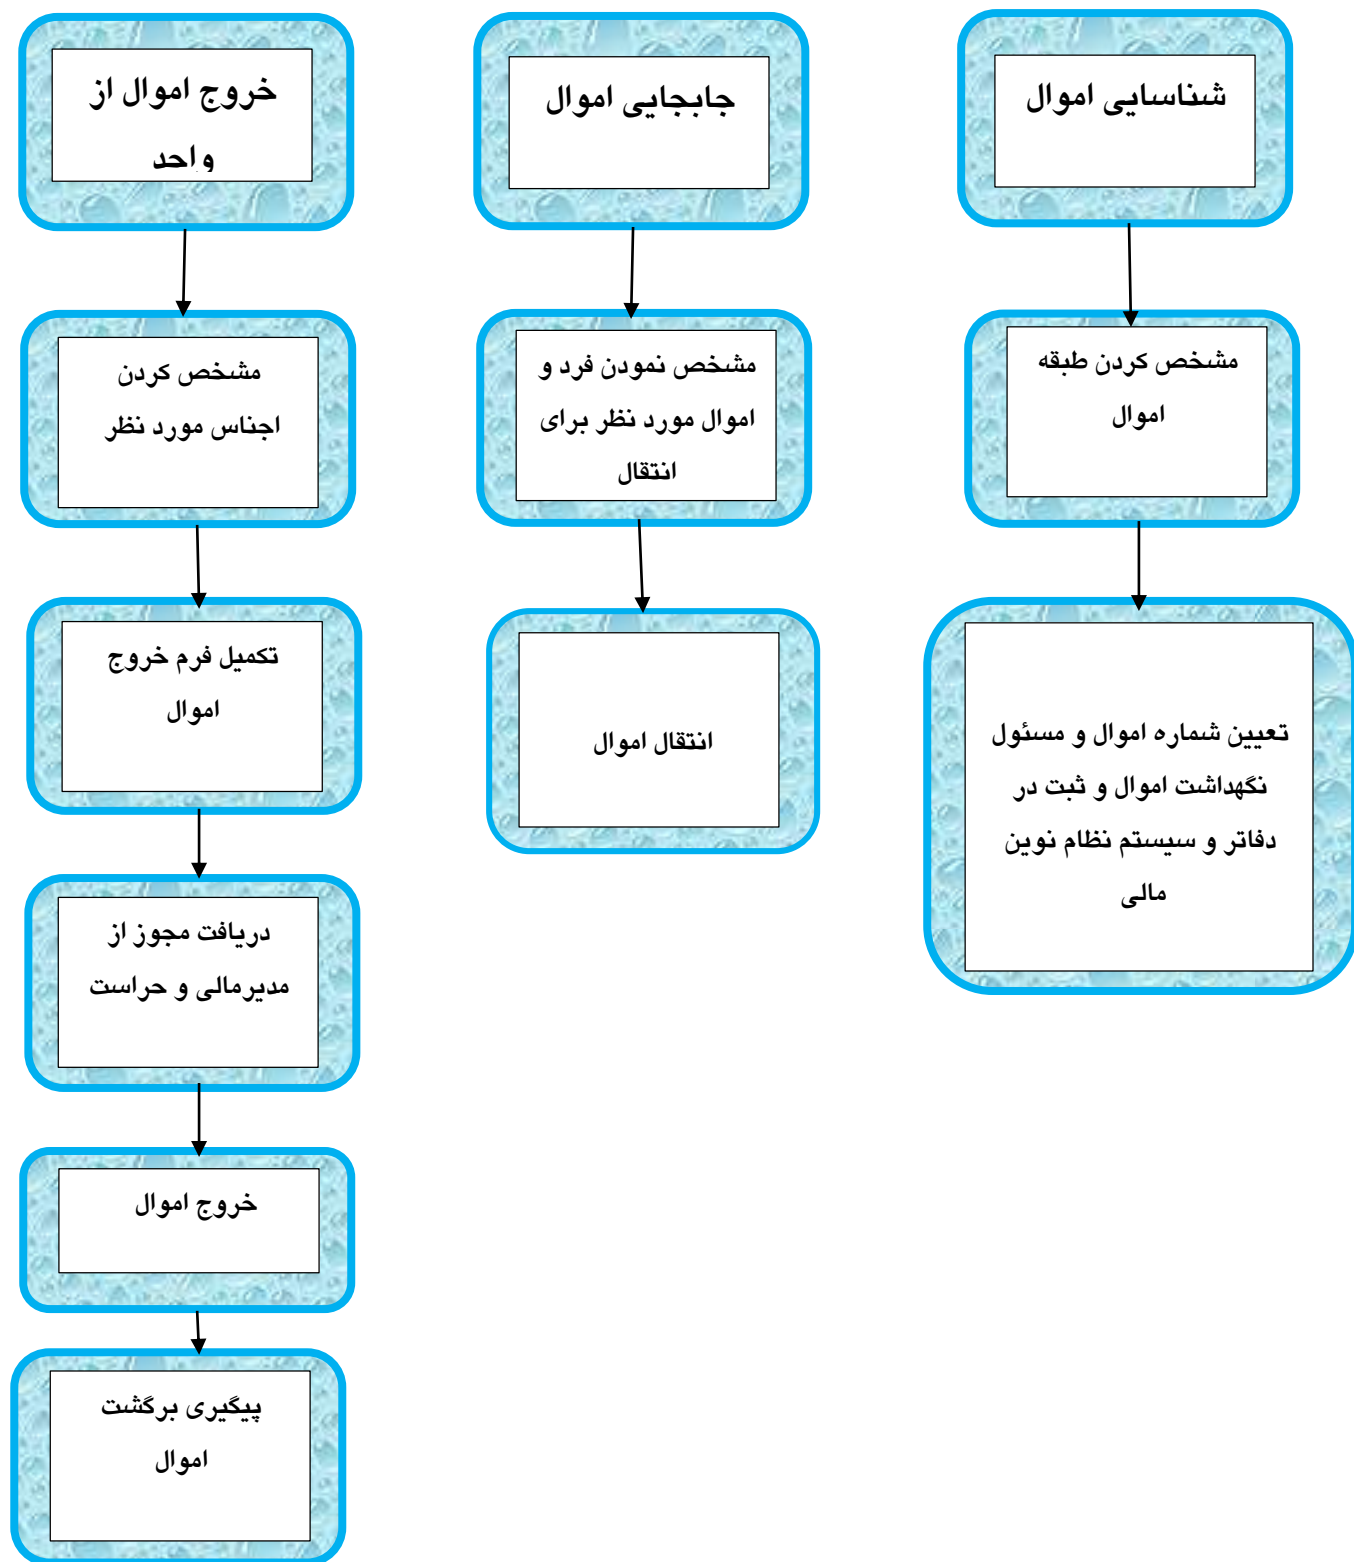 شناسایی اموال
مشخص کردن طبقه
اموال
تعیین شماره اموال و مسئول
نگهداشت اموال و ثبت در
دفاتر و سیستم نظام نوین
مالی
جابجایی اموال
مشخص نمودن فرد و
اموال مورد نظر برای
انتقال
انتقال اموال
خروج اموال از
واحد
مشخص کردن
اجناس مورد نظر
تکمیل فرم خروج
اموال
دریافت مجوز از
مدیرمالی و حراست
خروج اموال
پیگیری برگشت
اموال